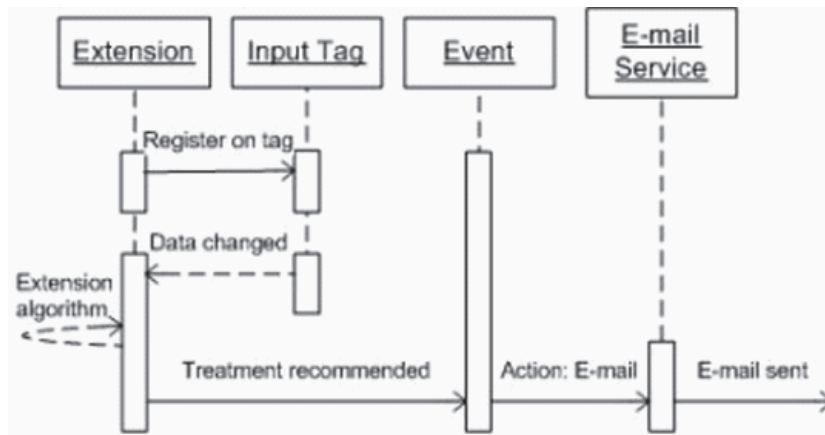 Extension
Input Tag
Event
E-mail
Service
Register on tag
Data changed
Extension
algorithm
Treatment recommended
Action: E-mail
E-mail sent